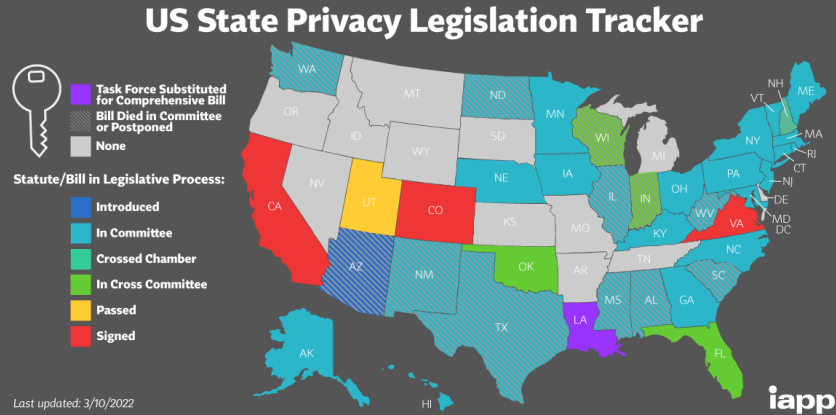 US State Privacy Legislation Tracker
Task Force Substituted
for Comprehensive Bill
Bill Died in Committee
or Postponed
None
Statute/Bill in Legislative Process:
Introduced
In Committee
Crossed Chamber
In Cross Committee
Passed
Signed
WA
OR
CA
NV
ID
MT
WY
UT
AZ
CO
NM
ND
SD
NE
KS
OK
TX
MN
IA
MO
AR
LA
WI
IL
MI
IN
OH
KY
TN
MS
AL
GA
FL
SC
NC
VA
WV
PA
NY
VT
NH
ME
MA
RI
CT
NJ
DE
MD
DC
AK
HI
Last updated: 3/10/2022
iapp